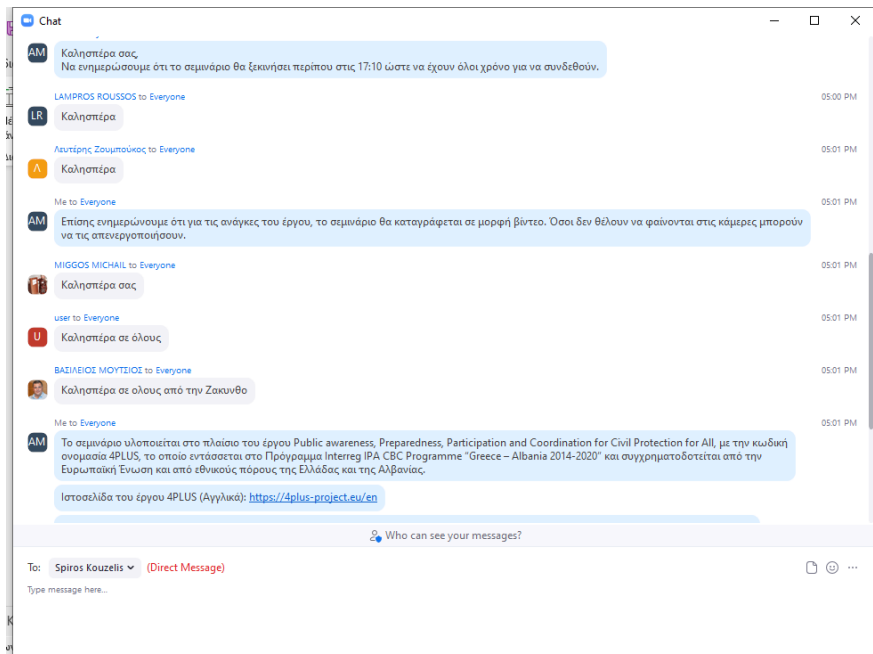 Chat
AM
Καλησπέρα σας,
Να ενημερώσουμε ότι το σεμινάριο θα ξεκινήσει περίπου στις 17:10 ώστε να έχουν όλοι χρόνο για να συνδεθούν.
LAMPROS ROUSSOS to Everyone 05:00 PM
LR
Καλησπέρα
Λευτέρης Ζουμπούκος to Everyone 05:01 PM
Λ
Καλησπέρα
Me to Everyone 05:01 PM
AM
Επίσης ενημερώνουμε ότι για τις ανάγκες του έργου, το σεμινάριο θα καταγράφεται σε μορφή βίντεο. Όσοι δεν θέλουν να φαίνονται στις κάμερες μπορούν
να τις απενεργοποιήσουν.
MIGGOS MICHAIL to Everyone 05:01 PM
Καλησπέρα σας
user to Everyone 05:01 PM
U
Καλησπέρα σε όλους
ΒΑΣΙΛΕΙΟΣ ΜΟΥΤΣΙΟΣ to Everyone 05:01 PM
Καλησπέρα σε ολους από την Ζακυνθο
Me to Everyone 05:01 PM
AM
Το σεμινάριο υλοποιείται στο πλαίσιο του έργου Public awareness, Preparedness, Participation and Coordination for Civil Protection for All, με την κωδική
ονομασία 4PLUS, το οποίο εντάσσεται στο Πρόγραμμα Interreg IPA CBC Programme “Greece – Albania 2014-2020” και συγχρηματοδοτείται από την
Ευρωπαϊκή Ένωση και από εθνικούς πόρους της Ελλάδας και της Αλβανίας.
Ιστοσελίδα του έργου 4PLUS (Αγγλικά): https://4plus-project.eu/en
Who can see your messages?
To: Spiros Kouzelis (Direct Message)
Type message here...